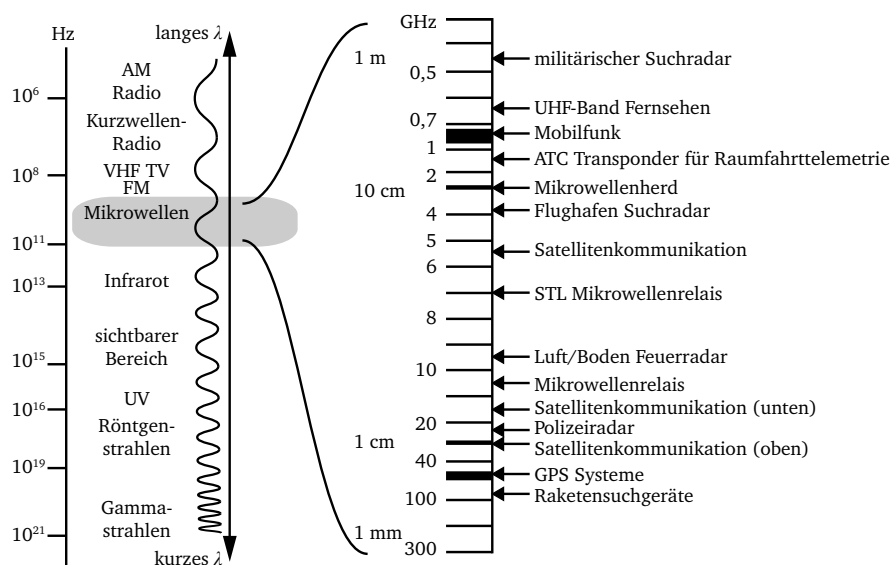 Hz
langes λ
10⁶
10⁸
10¹¹
10¹³
10¹⁵
10¹⁶
10¹⁹
10²¹
AM
Radio
Kurzwellen-
Radio
VHF TV
FM
Mikrowellen
Infrarot
sichtbarer
Bereich
UV
Röntgen-
strahlen
Gamma-
strahlen
kurzes λ
1 m
10 cm
1 cm
1 mm
GHz
0,5
0,7
1
2
4
5
6
8
10
20
40
100
300
militärischer Suchradar
UHF-Band Fernsehen
Mobilfunk
ATC Transponder für Raumfahrttelemetrie
Mikrowellenherd
Flughafen Suchradar
Satellitenkommunikation
STL Mikrowellenrelais
Luft/Boden Feuerradar
Mikrowellenrelais
Satellitenkommunikation (unten)
Polizeiradar
Satellitenkommunikation (oben)
GPS Systeme
Raketensuchgeräte